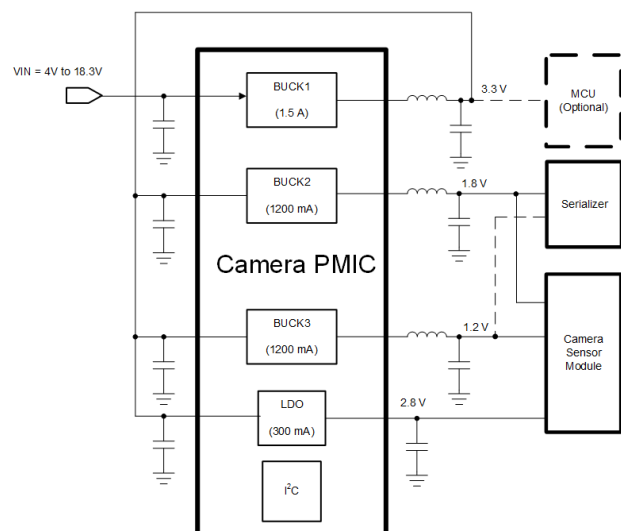 VIN = 4V to 18.3V
BUCK1
(1.5 A)
3.3 V
MCU
(Optional)
BUCK2
(1200 mA)
1.8 V
Serializer
Camera PMIC
BUCK3
(1200 mA)
1.2 V
Camera
Sensor
Module
LDO
(300 mA)
2.8 V
I²C